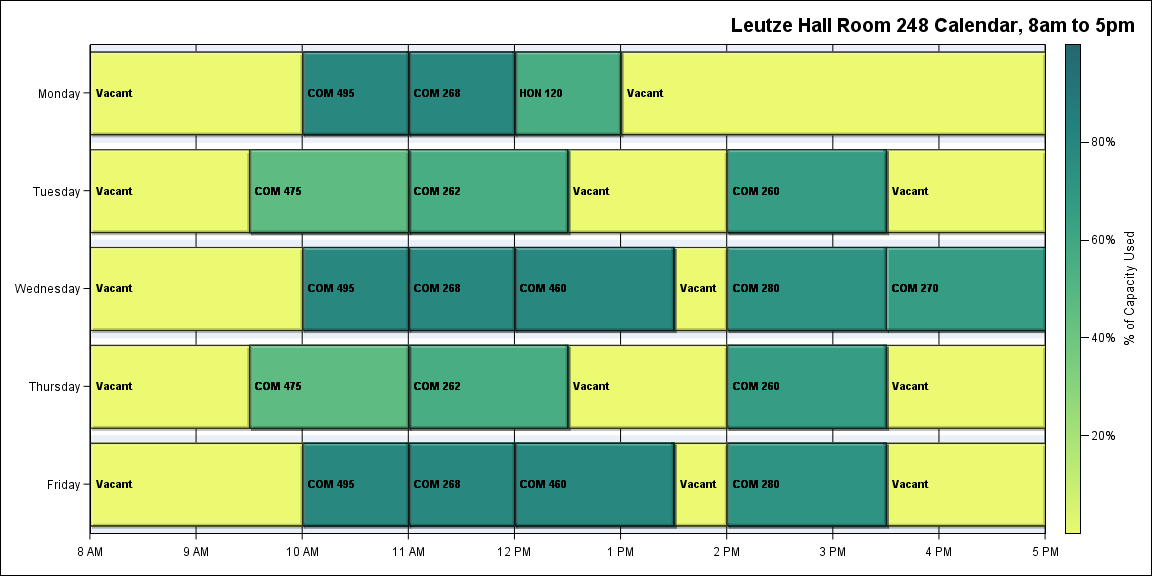 Leutze Hall Room 248 Calendar, 8am to 5pm
Monday
Vacant
COM 495
COM 268
HON 120
Vacant
Tuesday
Vacant
COM 475
COM 262
Vacant
COM 260
Vacant
Wednesday
Vacant
COM 495
COM 268
COM 460
Vacant
COM 280
COM 270
Thursday
Vacant
COM 475
COM 262
Vacant
COM 260
Vacant
Friday
Vacant
COM 495
COM 268
COM 460
Vacant
COM 280
Vacant
8 AM
9 AM
10 AM
11 AM
12 PM
1 PM
2 PM
3 PM
4 PM
5 PM
80%
60%
40%
20%
% of Capacity Used